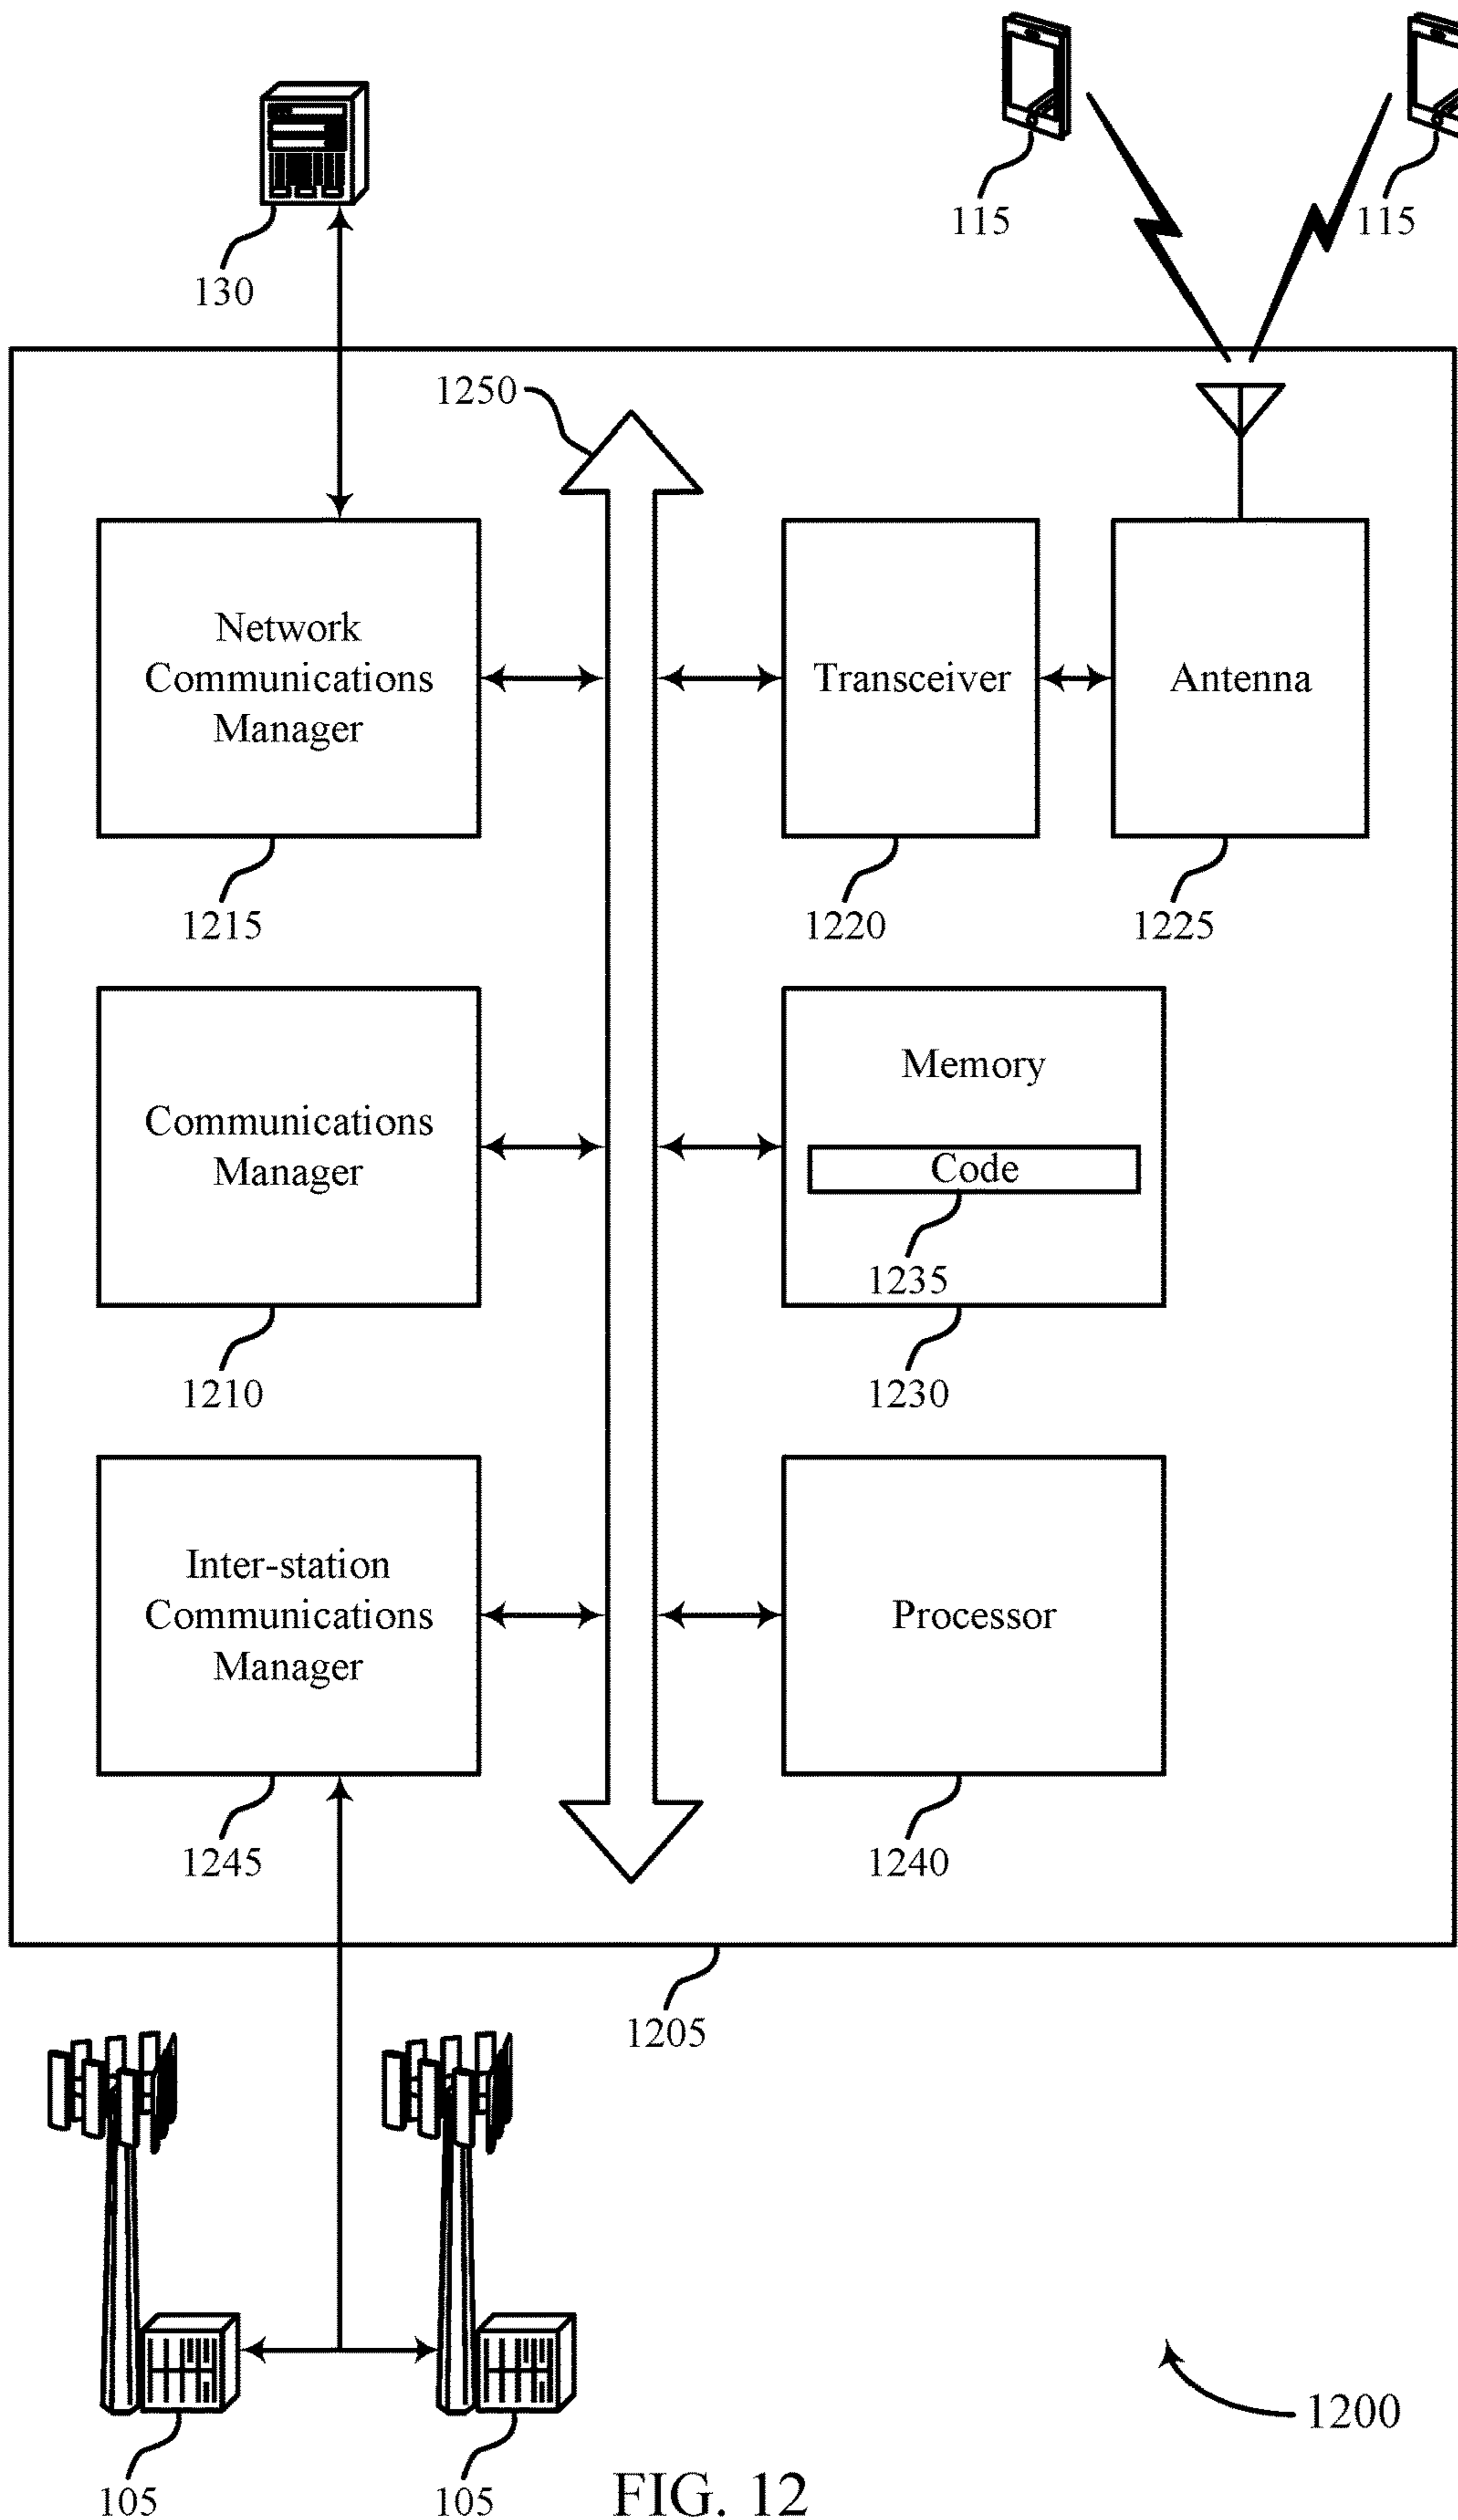 115
115
130
1250
Network
Communications
Manager
Transceiver
Antenna
1215
1220
1225
Communications
Manager
Memory
Code
1235
1210
1230
Inter-station
Communications
Manager
Processor
1245
1240
1205
1200
105
105
FIG. 12